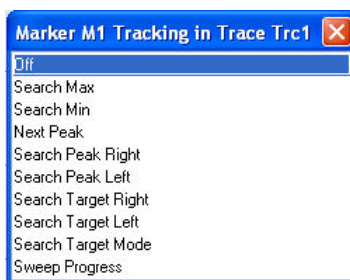 Marker M1 Tracking in Trace Trc1
Off
Search Max
Search Min
Next Peak
Search Peak Right
Search Peak Left
Search Target Right
Search Target Left
Search Target Mode
Sweep Progress